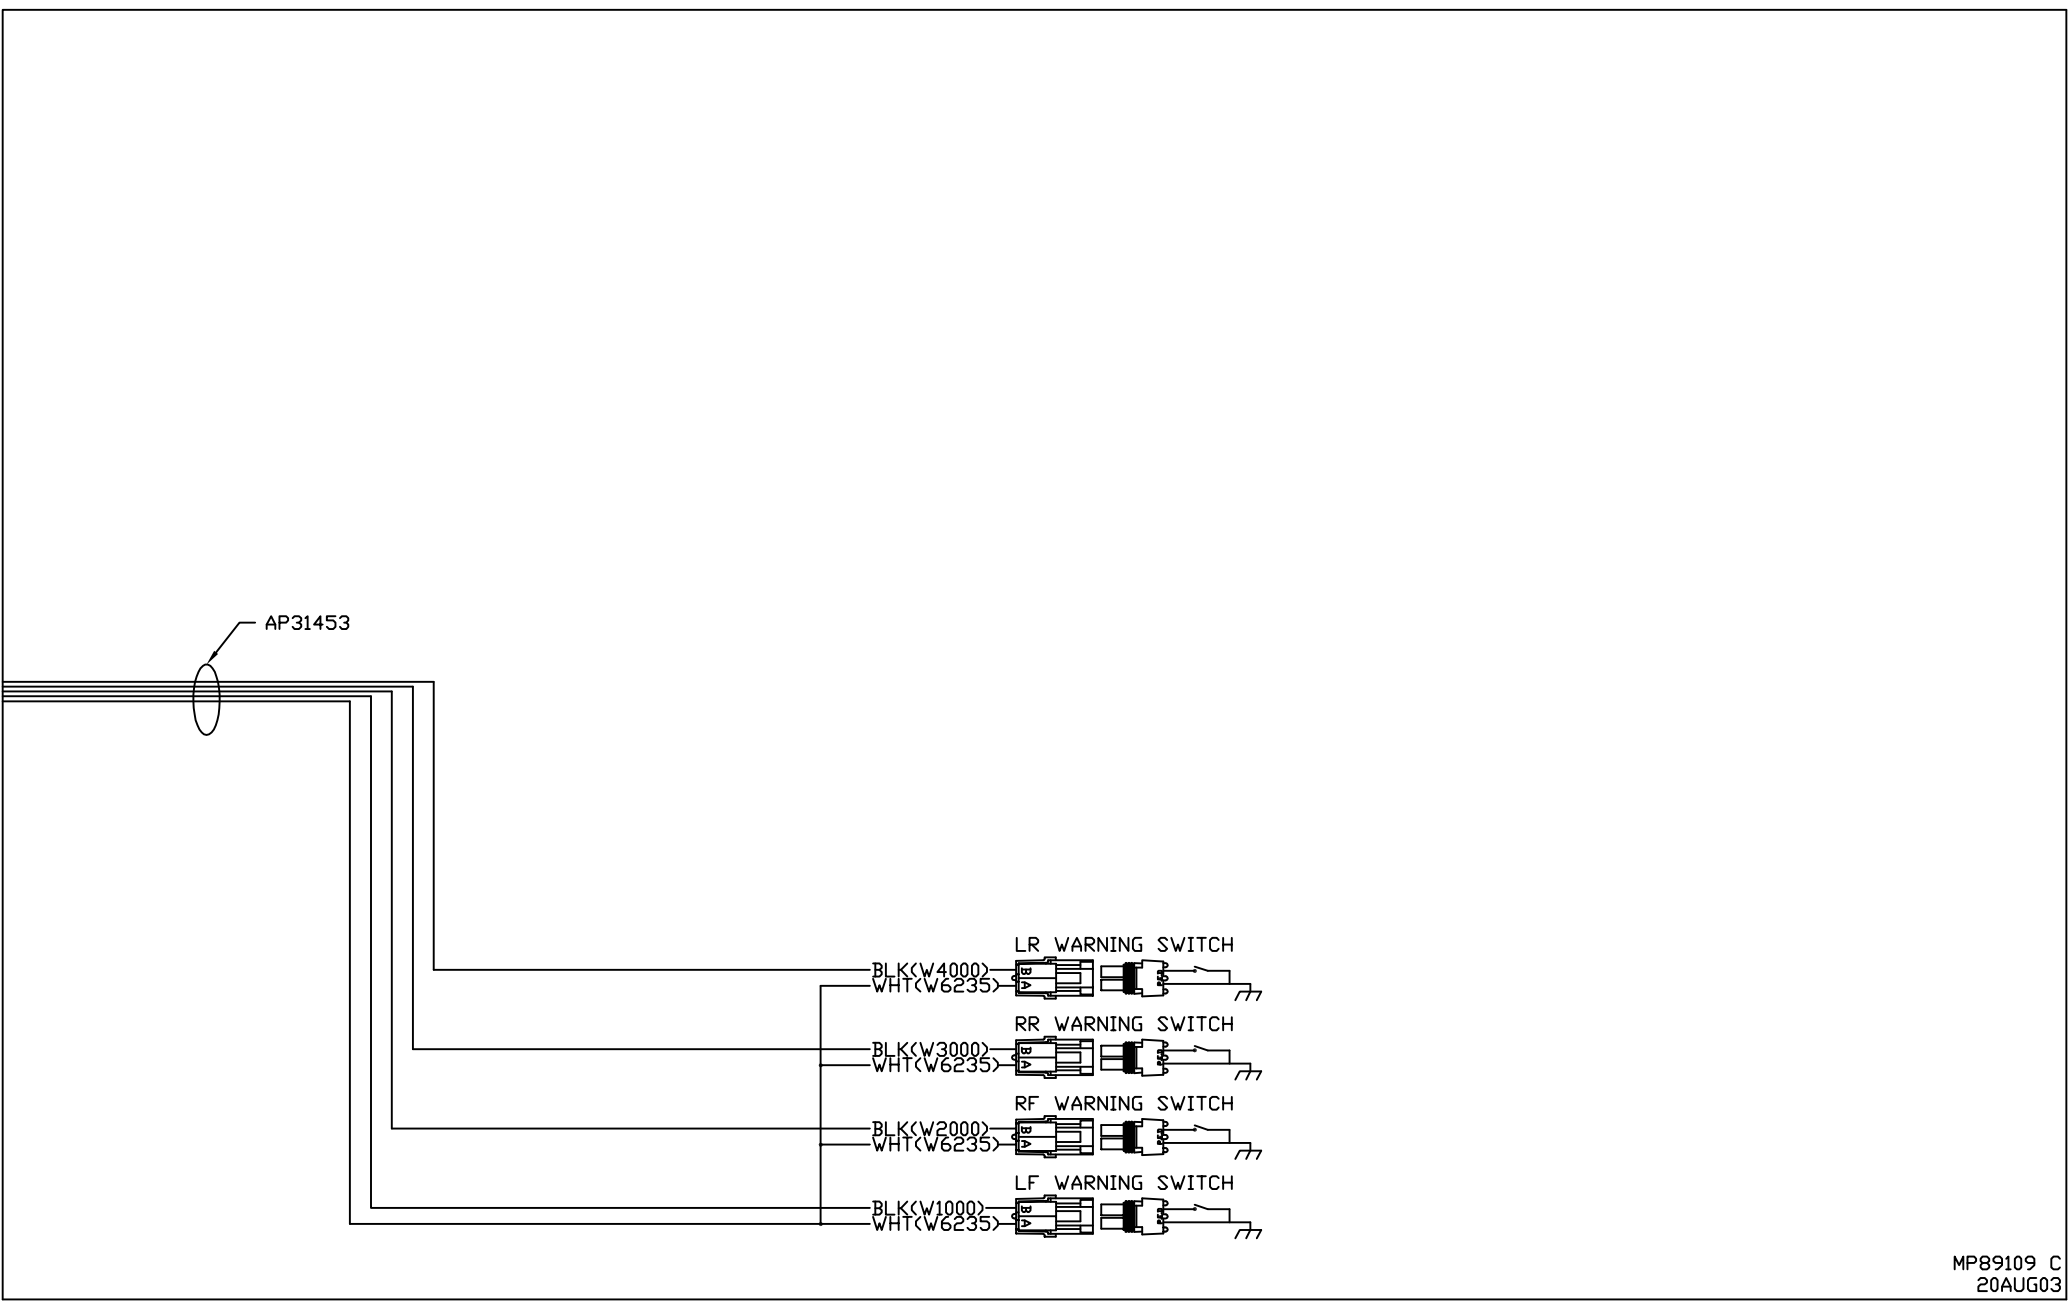 AP31453
LR WARNING SWITCH
BLK(W4000)
WHT(W6235)
B
A
RR WARNING SWITCH
BLK(W3000)
WHT(W6235)
B
A
RF WARNING SWITCH
BLK(W2000)
WHT(W6235)
B
A
LF WARNING SWITCH
BLK(W1000)
WHT(W6235)
B
A
MP89109 C
20AUG03